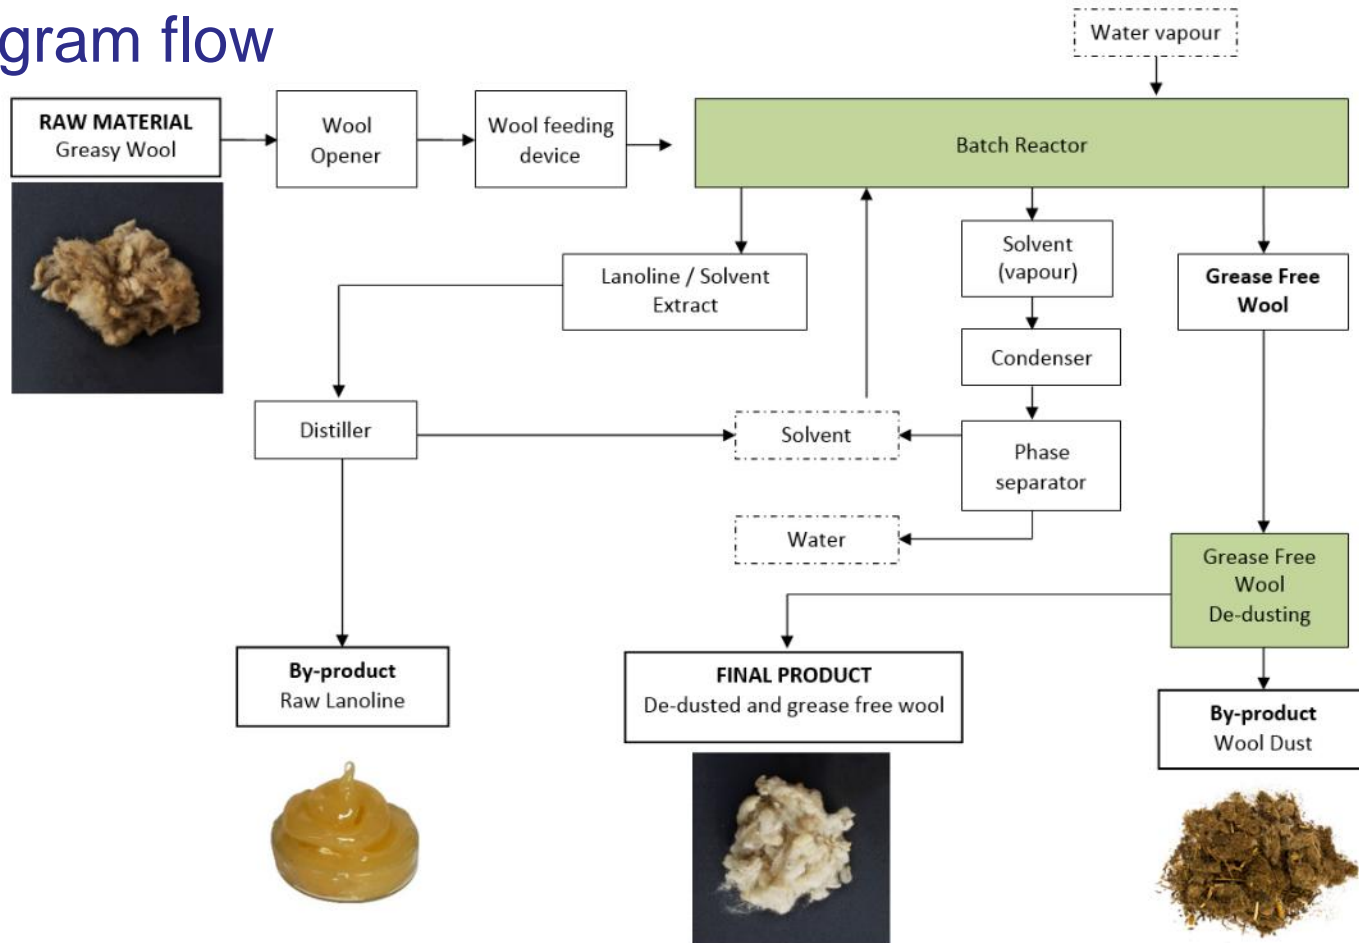 gram flow
Water vapour
RAW MATERIAL
Greasy Wool
Wool
Opener
Wool feeding
device
Batch Reactor
Lanoline / Solvent
Extract
Solvent
(vapour)
Grease Free
Wool
Condenser
Distiller
Solvent
Phase
separator
Water
Grease Free
Wool
De-dusting
By-product
Raw Lanoline
FINAL PRODUCT
De-dusted and grease free wool
By-product
Wool Dust